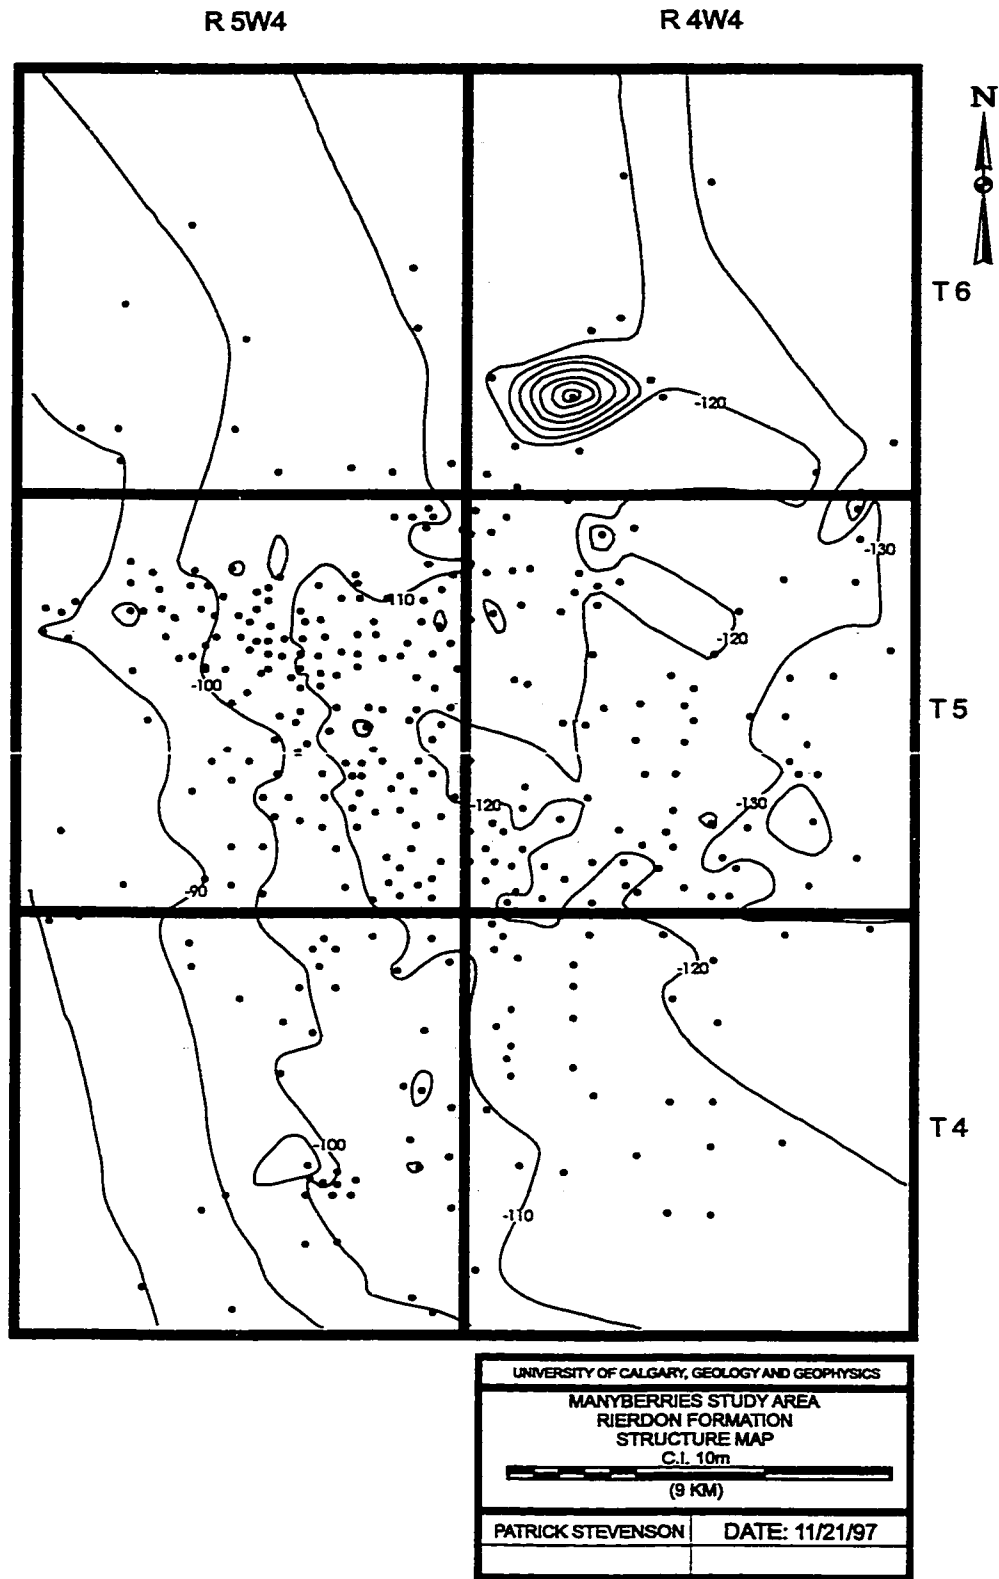 R 5W4 R 4W4
N
T 6
-120
-130
-110
-120
-100
T 5
-120
-130
-90
-120
-100
T 4
-110
UNIVERSITY OF CALGARY, GEOLOGY AND GEOPHYSICS
MANYBERRIES STUDY AREA
RIERDON FORMATION
STRUCTURE MAP
C.I. 10m
(9 KM)
PATRICK STEVENSON DATE: 11/21/97